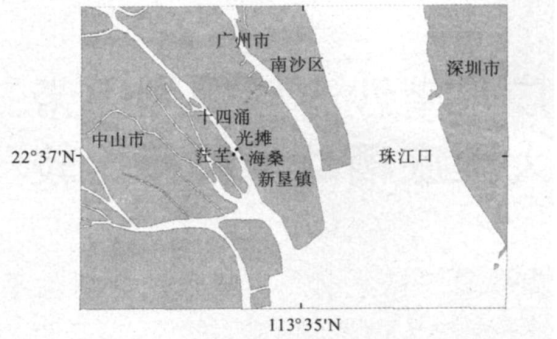 广州市
南沙区
深圳市
十四涌
光摊
中山市
茳芏
海桑
22°37'N
珠江口
新垦镇
113°35'N